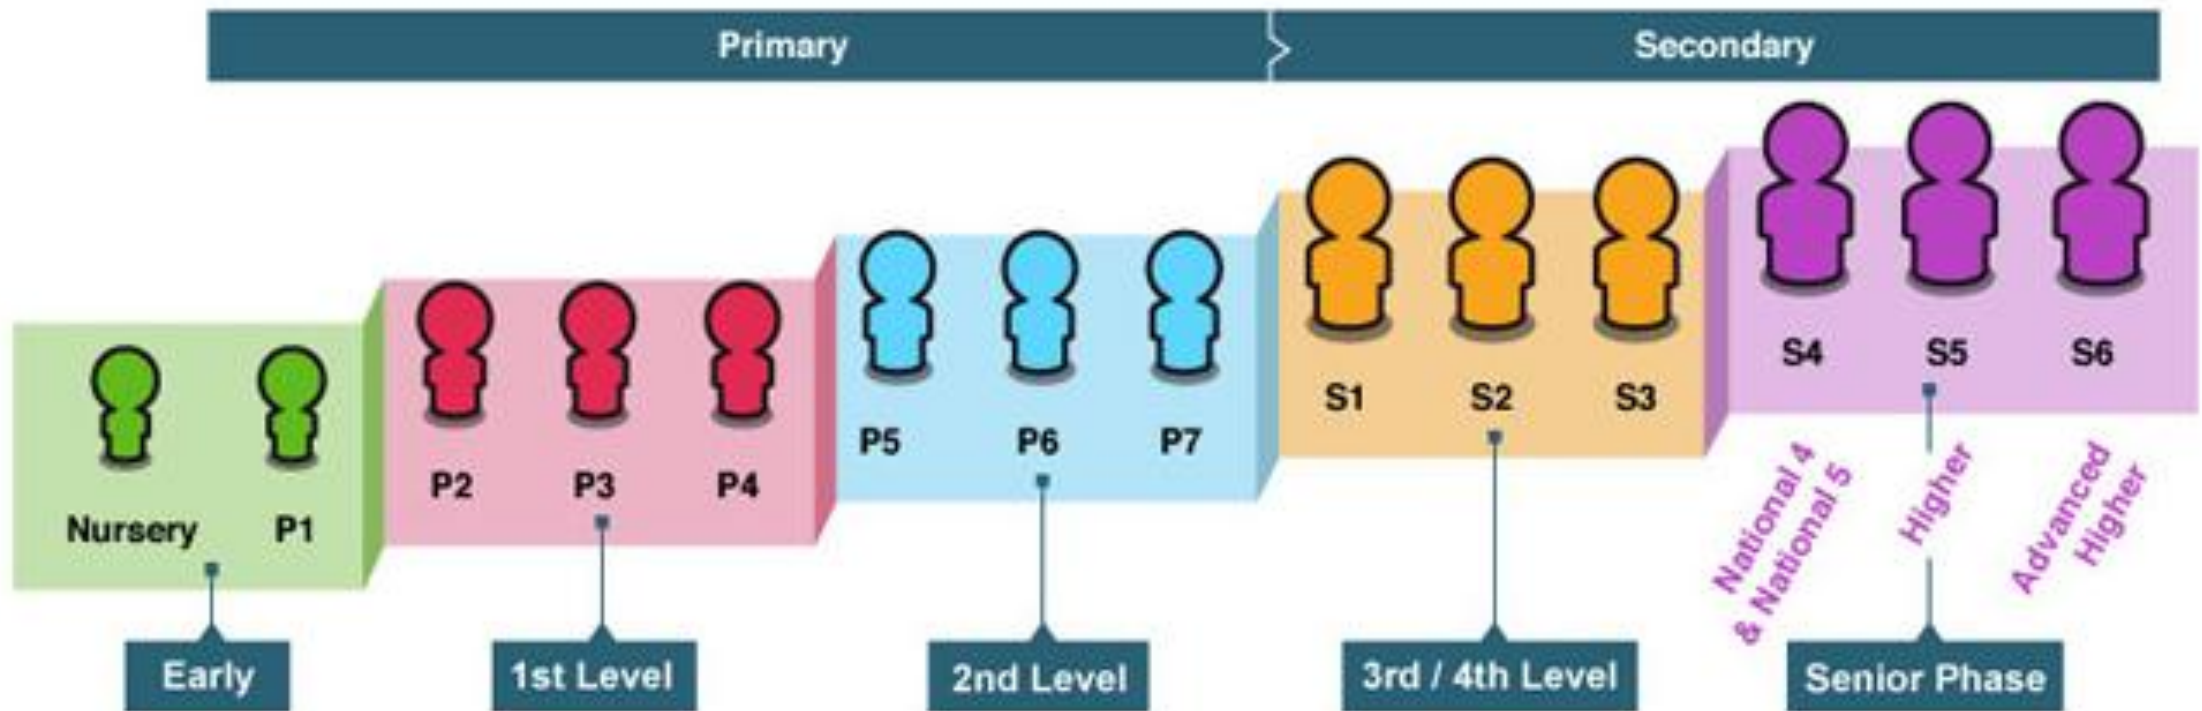 Primary
Secondary
Nursery
P1
P2
P3
P4
P5
P6
P7
S1
S2
S3
S4
S5
S6
National 4
& National 5
Higher
Advanced
Higher
Early
1st Level
2nd Level
3rd / 4th Level
Senior Phase